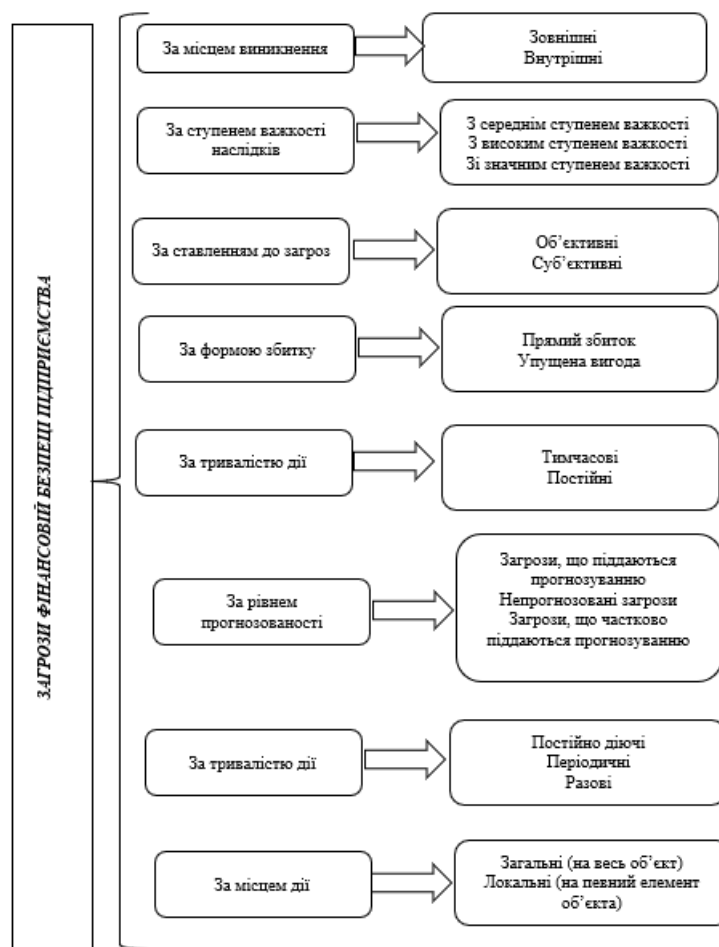 ЗАГРОЗИ ФІНАНСОВІЙ БЕЗПЕЦІ ПІДПРИЄМСТВА
За місцем виникнення
Зовнішні
Внутрішні
За ступенем важкості
наслідків
З середнім ступенем важкості
З високим ступенем важкості
Зі значним ступенем важкості
За ставленням до загроз
Об’єктивні
Суб’єктивні
За формою збитку
Прямий збиток
Упущена вигода
За тривалістю дії
Тимчасові
Постійні
За рівнем
прогнозованості
Загрози, що піддаються
прогнозуванню
Непрогнозовані загрози
Загрози, що частково
піддаються прогнозуванню
За тривалістю дії
Постійно діючі
Періодичні
Разові
За місцем дії
Загальні (на весь об’єкт)
Локальні (на певний елемент
об’єкта)